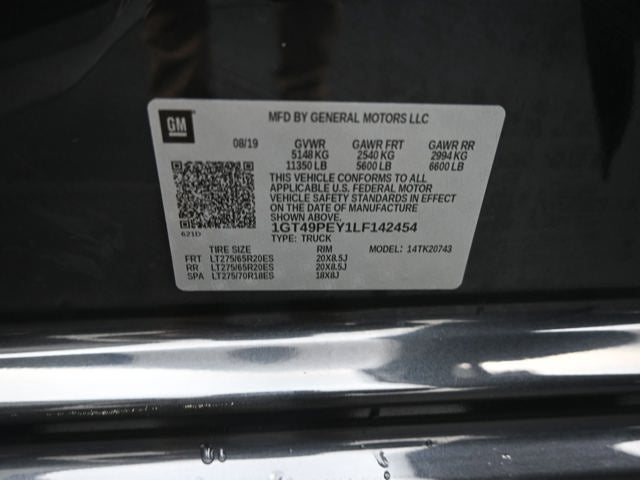 GM
MFD BY GENERAL MOTORS LLC
08/19 GVWR GAWR FRT GAWR RR
5148 KG 2540 KG 2994 KG
11350 LB 5600 LB 6600 LB
THIS VEHICLE CONFORMS TO ALL
APPLICABLE U.S. FEDERAL MOTOR
VEHICLE SAFETY STANDARDS IN EFFECT
ON THE DATE OF MANUFACTURE
SHOWN ABOVE.
621D 1GT49PEY1LF142454
TYPE: TRUCK MODEL: 14TK20743
TIRE SIZE RIM
FRT LT275/65R20ES 20X8.5J
RR LT275/65R20ES 20X8.5J
SPA LT275/70R18ES 18X8J